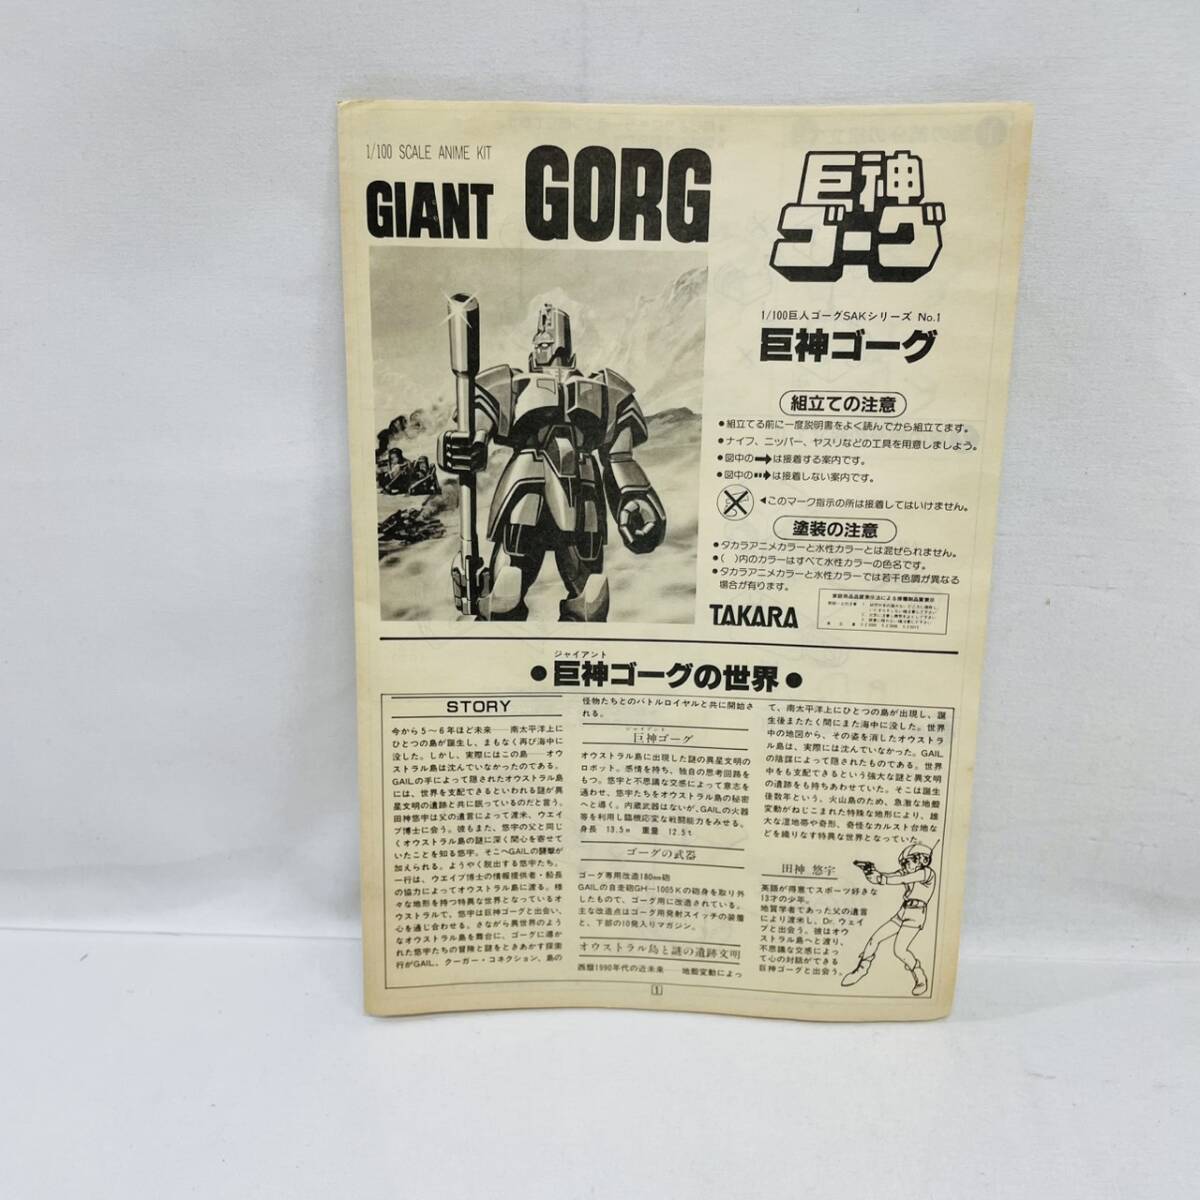 1/100 SCALE ANIME KIT
GIANT GORG
巨神
ゴーグ
1/100巨人ゴーグSAKシリーズ No.1
巨神ゴーグ
組立ての注意
●組立てる前に一度説明書をよく読んでから組立てます。
●ナイフ、ニッパー、ヤスリなどの工具を用意しましょう。
●図中の➡は接着する案内です。
●図中の⇢は接着しない案内です。
◀このマーク指示の所は接着してはいけません。
塗装の注意
●タカラアニメカラーと水性カラーとは混ぜられません。
●( )内のカラーはすべて水性カラーの色名です。
●タカラアニメカラーと水性カラーでは若干色調が異なる
場合が有ります。
TAKARA
ジャイアント
●巨神ゴーグの世界●
STORY
今から5〜6年ほど未来──南太平洋上に
ひとつの島が誕生し、まもなく再び海中に
没した。しかし、実際にはこの島──オウ
ストラル島は沈んでいなかったのである。
GAILの手によって隠されたオウストラル島
には、世界を支配できるといわれる謎が異
星文明の遺跡と共に眠っているのだと言う。
田神悠宇は父の遺言によって渡米、ウエイ
ブ博士に会う。彼もまた、悠宇の父と同じ
くオウストラル島の謎に深く関心を寄せて
いたことを知る悠宇。そこへGAILの襲撃が
加えられる。ようやく脱出する悠宇たち。
一行は、ウエイブ博士の情報提供者・船長
の協力によってオウストラル島に渡る。様
々な地形を持つ特異な世界となっているオ
ウストラルで、悠宇は巨神ゴーグと出会い、
心を通じ合わせる。さながら異世界のよう
なオウストラル島を舞台に、ゴーグに導か
れた悠宇たちの冒険と謎をときあかす探索
行がGAIL、クーガー・コネクション、島の
怪物たちとのバトルロイヤルと共に開始さ
れる。
ジャイアント
巨神ゴーグ
オウストラル島に出現した謎の異星文明の
ロボット。感情を持ち、独自の思考回路を
もつ。悠宇と不思議な交感によって意志を
通わせ、悠宇たちをオウストラル島の秘密
へと導く。内蔵武器はないが、GAILの火器
等を利用し臨機応変な戦闘能力をみせる。
身長 13.5m 重量 12.5t
ゴーグの武器
ゴーグ専用改造180mm砲
GAILの自走砲GH-1005Kの砲身を取り外
したもので、ゴーグ用に改造されている。
主な改造点はゴーグ用発射スイッチの装着
と、下部の10発入りマガジン。
オウストラル島と謎の遺跡文明
西暦1990年代の近未来──地殻変動によっ
て、南太平洋上にひとつの島が出現し、誕
生後またたく間にまた海中に没した。世界
中の地図から、その姿を消したオウストラ
ル島は、実際には沈んでいなかった。GAIL
の陰謀によって隠されたものである。世界
中をも支配できるという強大な謎と異文明
の遺跡をも持ちあわせていた。そこは誕生
後数年という、火山島のため、急激な地盤
変動がねじこまれた特殊な地形により、雄
大な湿地帯や奇形、奇怪なカルスト台地な
どを織りなす特異な世界となっていた。
田神 悠宇
英語が得意でスポーツ好きな
13才の少年。
地質学者であった父の遺言
により渡米し、Dr.ウェイ
ブと出会う。彼はオウ
ストラル島へと渡り、
不思議な交感によっ
て心の対話ができる
巨神ゴーグと出会う。
1